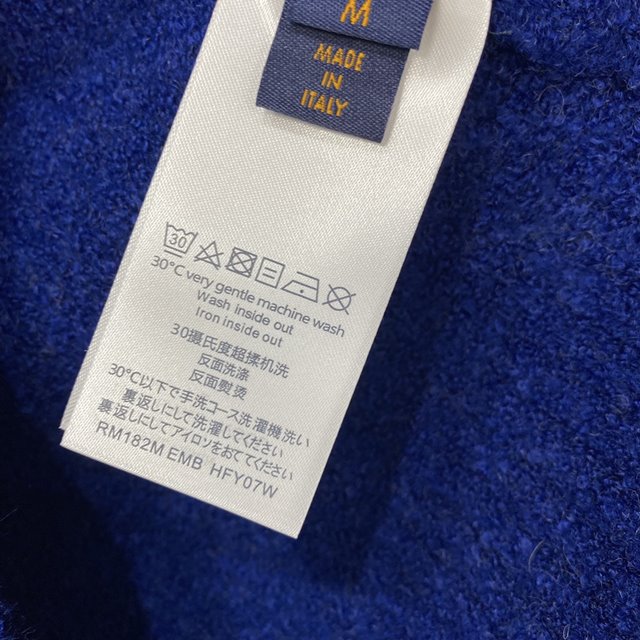 M
MADE
IN
ITALY
30
30°C very gentle machine wash
Wash inside out
Iron inside out
30摄氏度超揉机洗
反面洗涤
反面熨烫
30°C以下で手洗コース洗濯機洗い
裏返しにして洗濯してください
裏返しにしてアイロンをおてください
RM182M EMB HFY07W